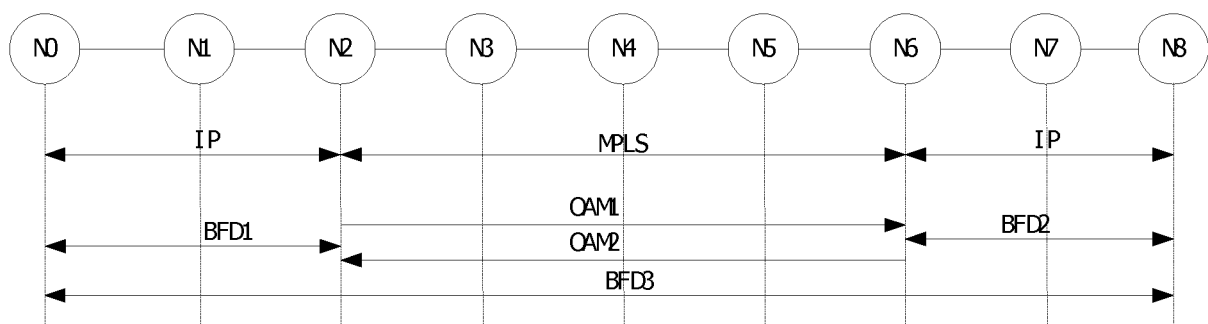 N0 N1 N2 N3 N4 N5 N6 N7 N8
IP MPLS IP
OAM1
BFD1 BFD2
OAM2
BFD3